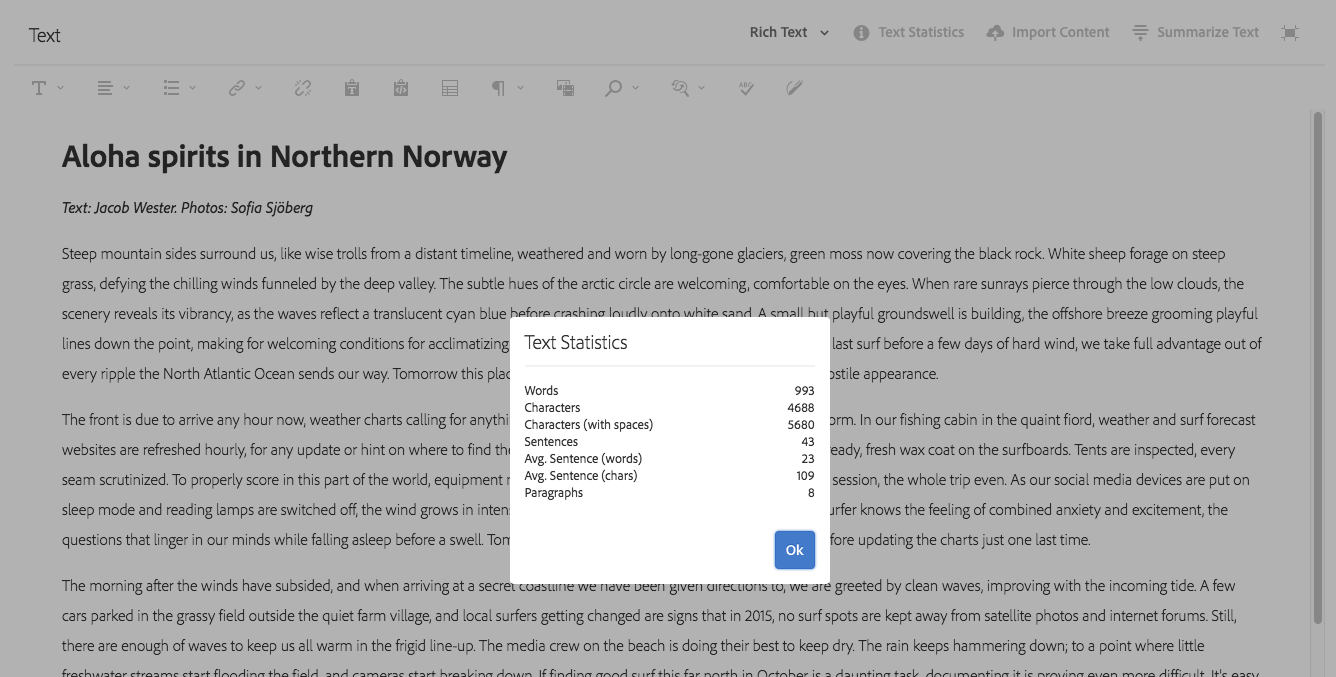 Text
Rich Text
Text Statistics
Import Content
Summarize Text
T
T
ABC
Aloha spirits in Northern Norway
Text: Jacob Wester. Photos: Sofia Sjöberg
Steep mountain sides surround us, like wise trolls from a distant timeline, weathered and worn by long-gone glaciers, green moss now covering the black rock. White sheep forage on steep
grass, defying the chilling winds funneled by the deep valley. The subtle hues of the arctic circle are welcoming, comfortable on the eyes. When rare sunrays pierce through the low clouds, the
scenery reveals its vibrancy, as the waves reflect a translucent cyan blue before crashing loudly onto white sand. A small but playful groundswell is building, the offshore breeze grooming playful
lines down the point, making for welcoming conditions for acclimatizing last surf before a few days of hard wind, we take full advantage out of
every ripple the North Atlantic Ocean sends our way. Tomorrow this appearance.
The front is due to arrive any hour now, weather charts calling for In our fishing cabin in the quaint fiord, weather and surf forecast
websites are refreshed hourly, for any update or hint on where to find fresh wax coat on the surfboards. Tents are inspected, every
seam scrutinized. To properly score in this part of the world, equipment session, the whole trip even. As our social media devices are put on
sleep mode and reading lamps are switched off, the wind grows in knows the feeling of combined anxiety and excitement, the
questions that linger in our minds while falling asleep before a swell. updating the charts just one last time.
Text Statistics
Words 993
Characters 4688
Characters (with spaces) 5680
Sentences 43
Avg. Sentence (words) 23
Avg. Sentence (chars) 109
Paragraphs 8
Ok
The morning after the winds have subsided, and when arriving at a secret coastline we have been given directions to, we are greeted by clean waves, improving with the incoming tide. A few
cars parked in the grassy field outside the quiet farm village, and local surfers getting changed are signs that in 2015, no surf spots are kept away from satellite photos and internet forums. Still,
there are enough of waves to keep us all warm in the frigid line-up. The media crew on the beach is doing their best to keep dry. The rain keeps hammering down; to a point where little
freshwater streams start flooding the field, and cameras start breaking down. If finding good surf this far north in October is a daunting task, documenting it is proving even more difficult. It's easy